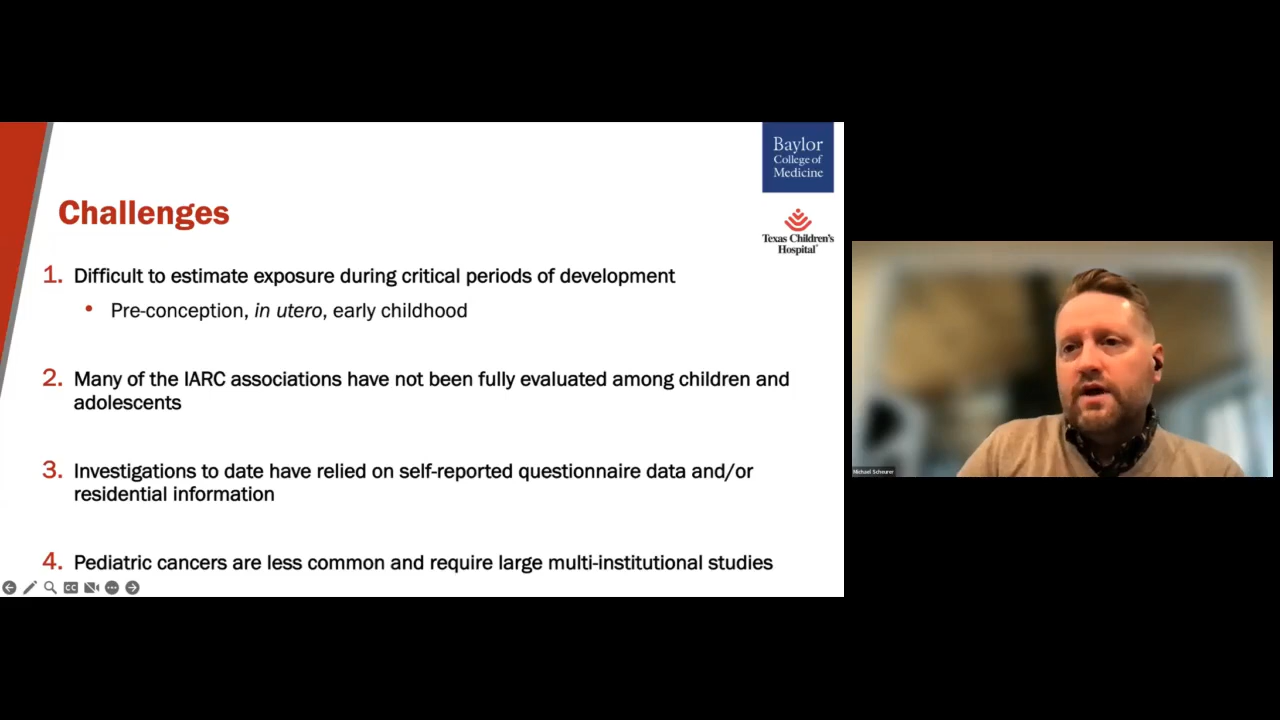 Baylor
College of
Medicine
Texas Children's
Hospital
Challenges
1. Difficult to estimate exposure during critical periods of development
• Pre-conception, in utero, early childhood
2. Many of the IARC associations have not been fully evaluated among children and
adolescents
3. Investigations to date have relied on self-reported questionnaire data and/or
residential information
4. Pediatric cancers are less common and require large multi-institutional studies
CC
Michael Scheurer